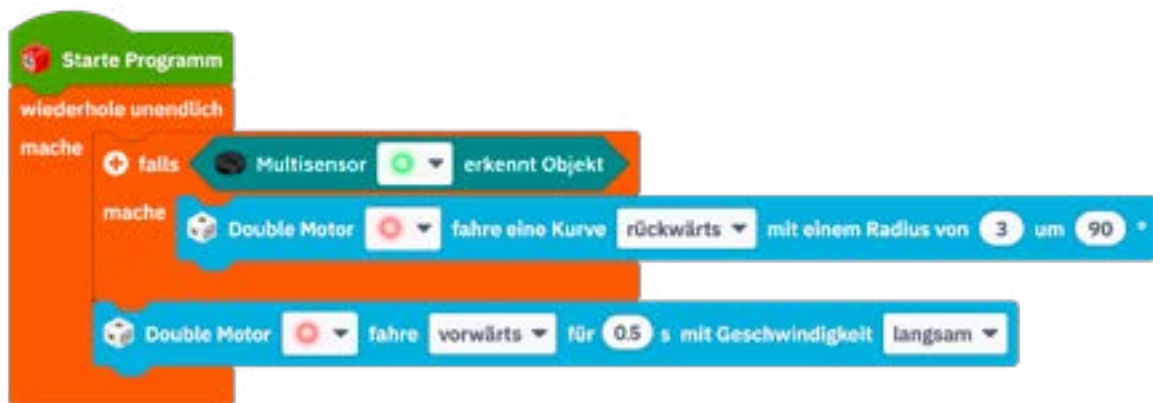 Starte Programm
wiederhole unendlich
mache
falls Multisensor erkennt Objekt
mache Double Motor fahre eine Kurve rückwärts mit einem Radius von 3 um 90 °
Double Motor fahre vorwärts für 0.5 s mit Geschwindigkeit langsam